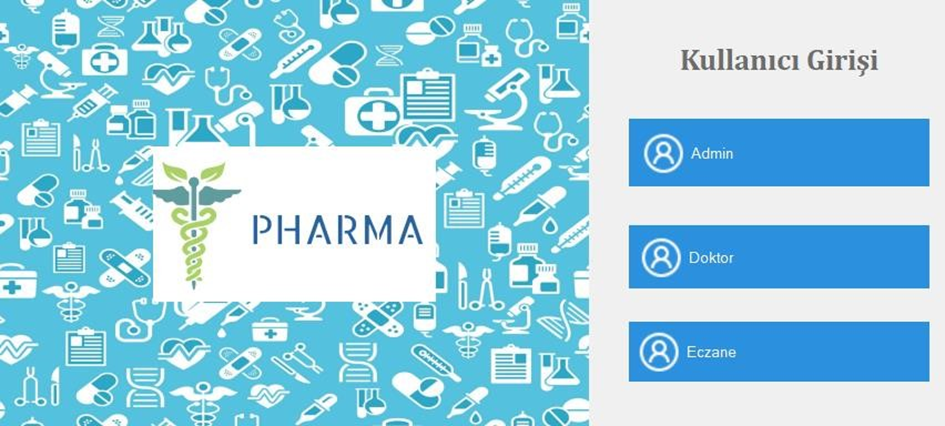 PHARMA
Kullanıcı Girişi
Admin
Doktor
Eczane